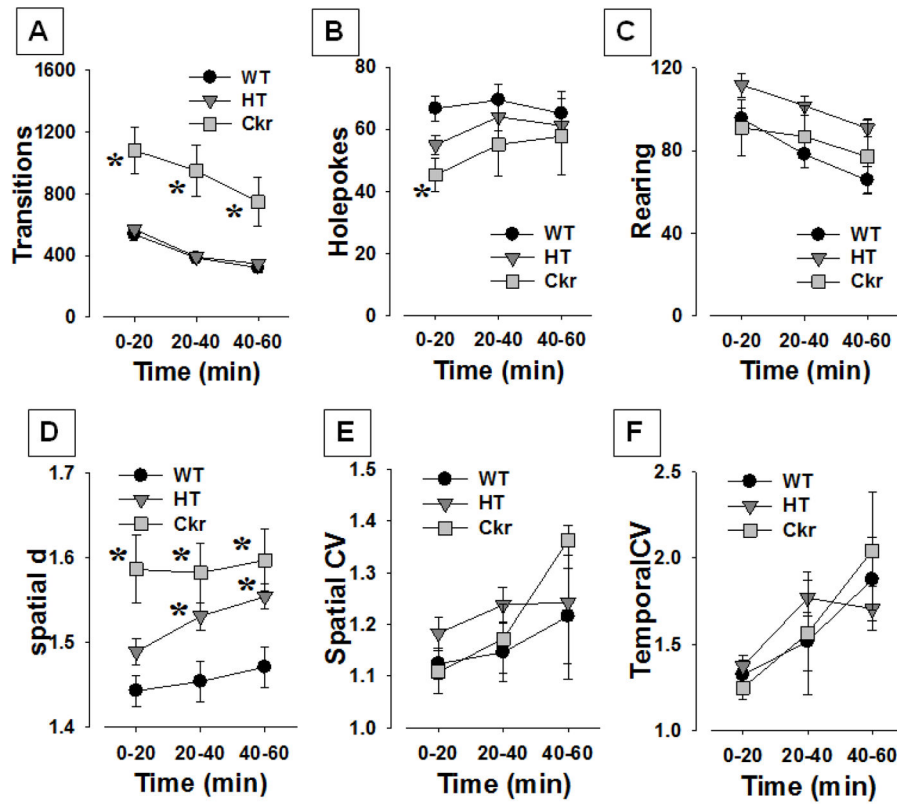 A
Transitions
1600
1200
800
400
0
WT
HT
Ckr
*
*
*
0-20 20-40 40-60
Time (min)
B
Holepokes
80
60
40
20
0
*
WT
HT
Ckr
0-20 20-40 40-60
Time (min)
C
Rearing
120
80
40
0
WT
HT
Ckr
0-20 20-40 40-60
Time (min)
D
spatial d
1.7
1.6
1.5
1.4
WT
HT
Ckr
*
*
*
*
*
0-20 20-40 40-60
Time (min)
E
Spatial CV
1.5
1.4
1.3
1.2
1.1
1.0
WT
HT
Ckr
0-20 20-40 40-60
Time (min)
F
TemporalCV
2.5
2.0
1.5
1.0
WT
HT
Ckr
0-20 20-40 40-60
Time (min)